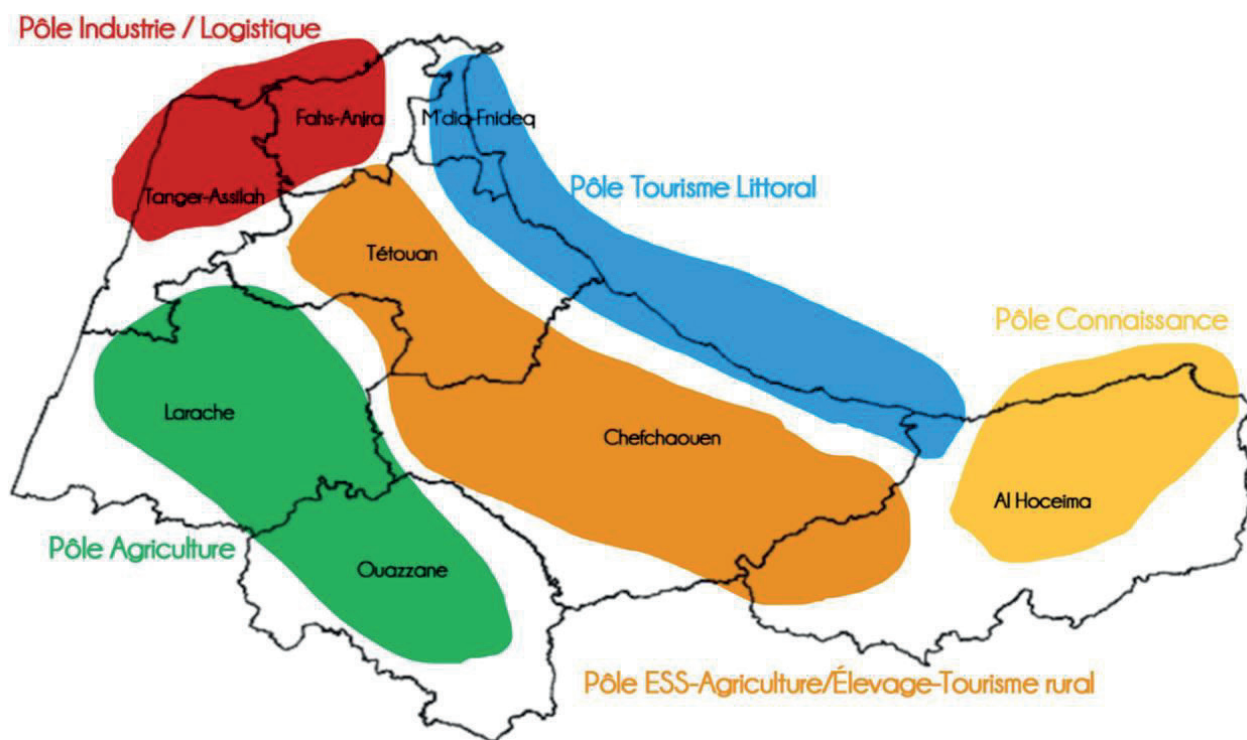 Pôle Industrie / Logistique
Fahs-Anjra
M'diq-Fnideq
Tanger-Assilah
Pôle Tourisme Littoral
Tétouan
Pôle Connaissance
Larache
Chefchaouen
Al Hoceima
Pôle Agriculture
Ouazzane
Pôle ESS-Agriculture/Élevage-Tourisme rural